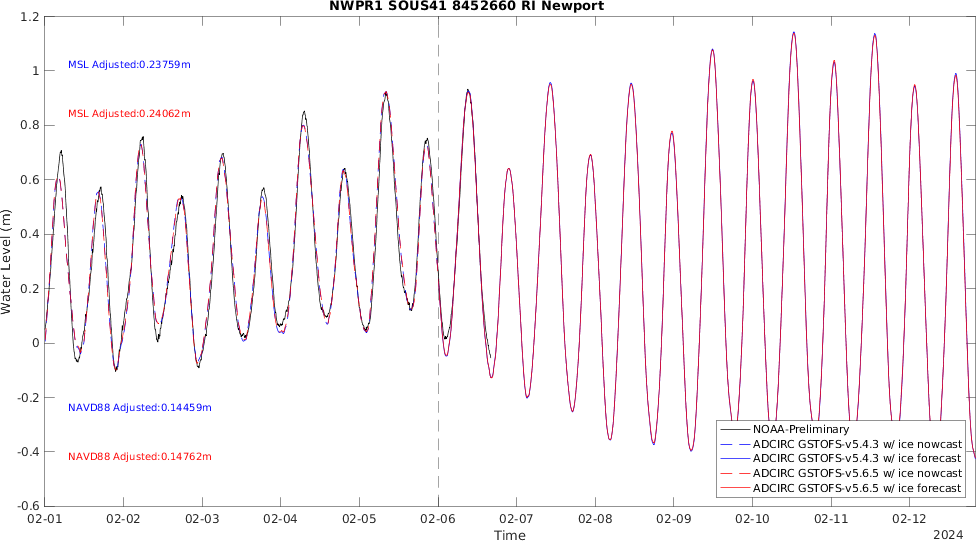 NWPR1 SOUS41 8452660 RI Newport
1.2
1
0.8
0.6
0.4
0.2
0
-0.2
-0.4
-0.6
Water Level (m)
MSL Adjusted:0.23759m
MSL Adjusted:0.24062m
NAVD88 Adjusted:0.14459m
NAVD88 Adjusted:0.14762m
NOAA-Preliminary
ADCIRC GSTOFS-v5.4.3 w/ ice nowcast
ADCIRC GSTOFS-v5.4.3 w/ ice forecast
ADCIRC GSTOFS-v5.6.5 w/ ice nowcast
ADCIRC GSTOFS-v5.6.5 w/ ice forecast
02-01 02-02 02-03 02-04 02-05 02-06 02-07 02-08 02-09 02-10 02-11 02-12
Time
2024